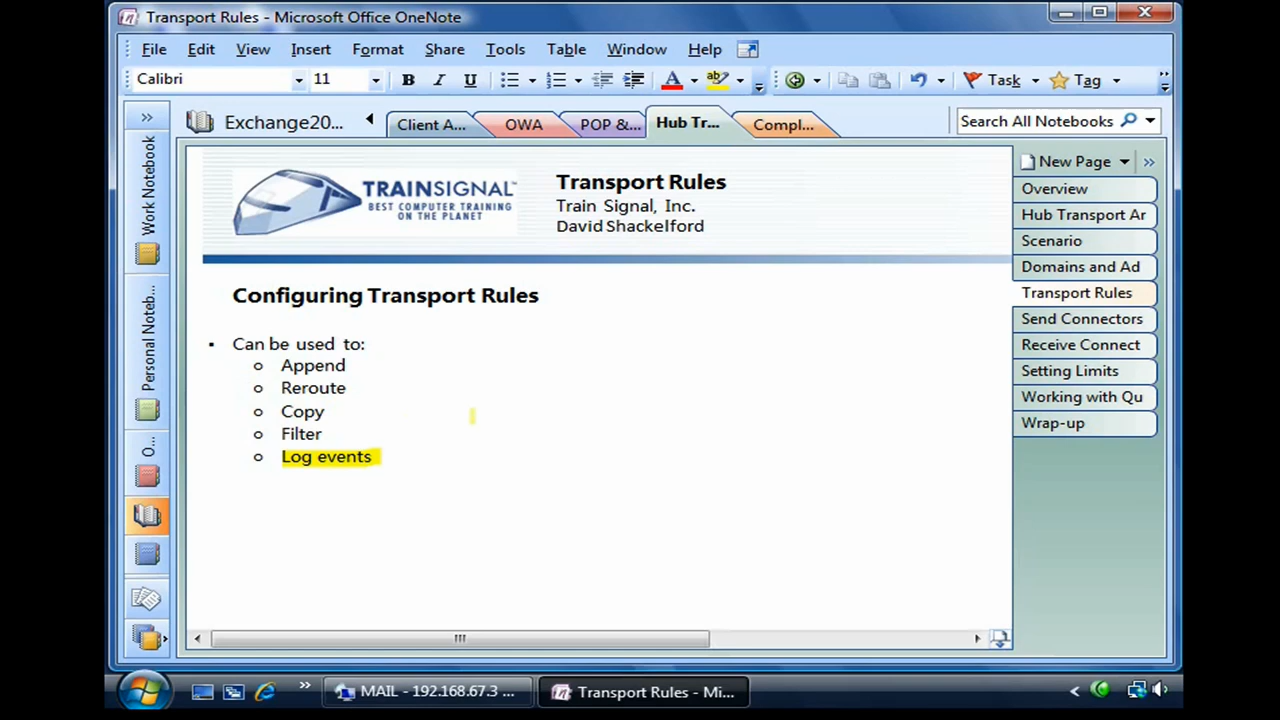 Transport Rules - Microsoft Office OneNote
File Edit View Insert Format Share Tools Table Window Help
Calibri 11 B I U A ab Task Tag
Exchange20... Client A... OWA POP &... Hub Tr... Compl... Search All Notebooks
Work Notebook
Personal Noteb...
O...
TRAINSIGNAL™
BEST COMPUTER TRAINING
ON THE PLANET
Transport Rules
Train Signal, Inc.
David Shackelford
Configuring Transport Rules
▪ Can be used to:
o Append
o Reroute
o Copy
o Filter
o Log events
New Page
Overview
Hub Transport Ar
Scenario
Domains and Ad
Transport Rules
Send Connectors
Receive Connect
Setting Limits
Working with Qu
Wrap-up
MAIL - 192.168.67.3 ... Transport Rules - Mi...